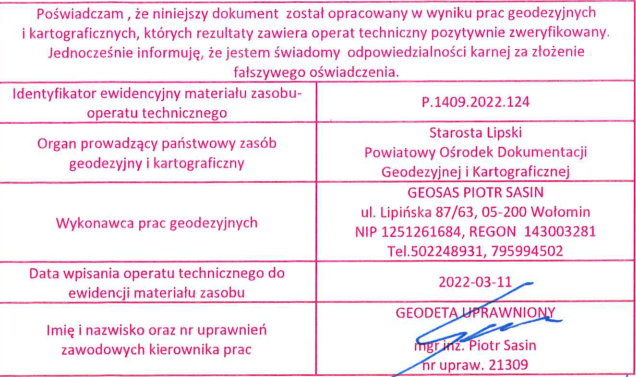 Poświadczam , że niniejszy dokument został opracowany w wyniku prac geodezyjnych
i kartograficznych, których rezultaty zawiera operat techniczny pozytywnie zweryfikowany.
Jednocześnie informuję, że jestem świadomy odpowiedzialności karnej za złożenie
fałszywego oświadczenia.
Identyfikator ewidencyjny materiału zasobu-
operatu technicznego
P.1409.2022.124
Organ prowadzący państwowy zasób
geodezyjny i kartograficzny
Starosta Lipski
Powiatowy Ośrodek Dokumentacji
Geodezyjnej i Kartograficznej
Wykonawca prac geodezyjnych
GEOSAS PIOTR SASIN
ul. Lipińska 87/63, 05-200 Wołomin
NIP 1251261684, REGON 143003281
Tel.502248931, 795994502
Data wpisania operatu technicznego do
ewidencji materiału zasobu
2022-03-11
Imię i nazwisko oraz nr uprawnień
zawodowych kierownika prac
GEODETA UPRAWNIONY
mgr inż. Piotr Sasin
nr upraw. 21309